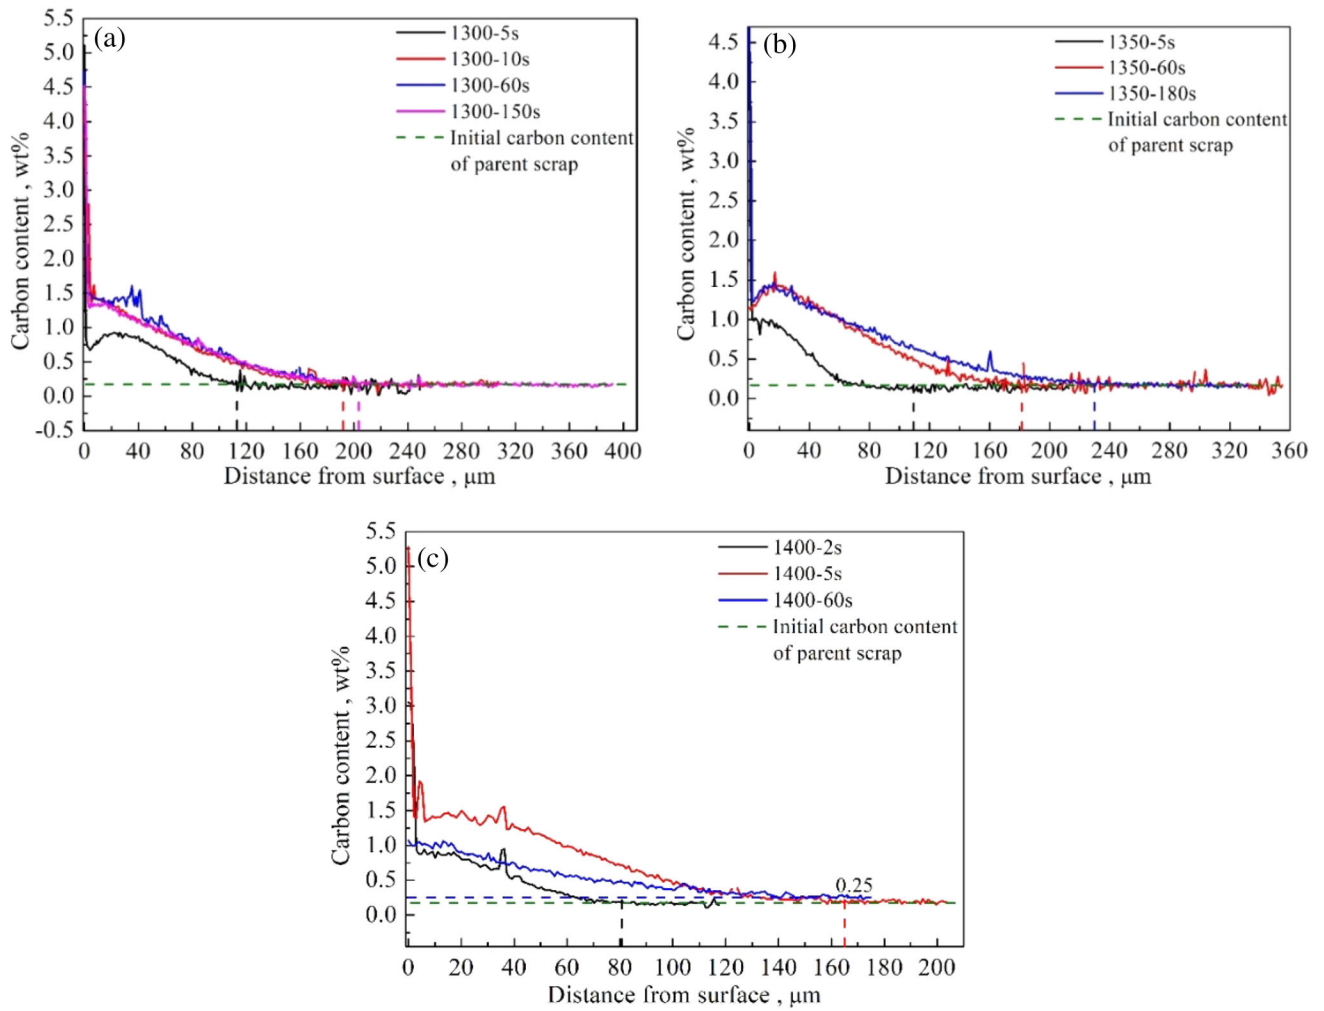 (a)
1300-5s
1300-10s
1300-60s
1300-150s
Initial carbon content
of parent scrap
5.5
5.0
4.5
4.0
3.5
3.0
2.5
2.0
1.5
1.0
0.5
0.0
-0.5
Carbon content , wt%
0 40 80 120 160 200 240 280 320 360 400
Distance from surface , μm
(b)
1350-5s
1350-60s
1350-180s
Initial carbon content
of parent scrap
4.5
4.0
3.5
3.0
2.5
2.0
1.5
1.0
0.5
0.0
Carbon content , wt%
0 40 80 120 160 200 240 280 320 360
Distance from surface , μm
(c)
1400-2s
1400-5s
1400-60s
Initial carbon content
of parent scrap
5.5
5.0
4.5
4.0
3.5
3.0
2.5
2.0
1.5
1.0
0.5
0.0
Carbon content , wt%
0.25
0 20 40 60 80 100 120 140 160 180 200
Distance from surface , μm